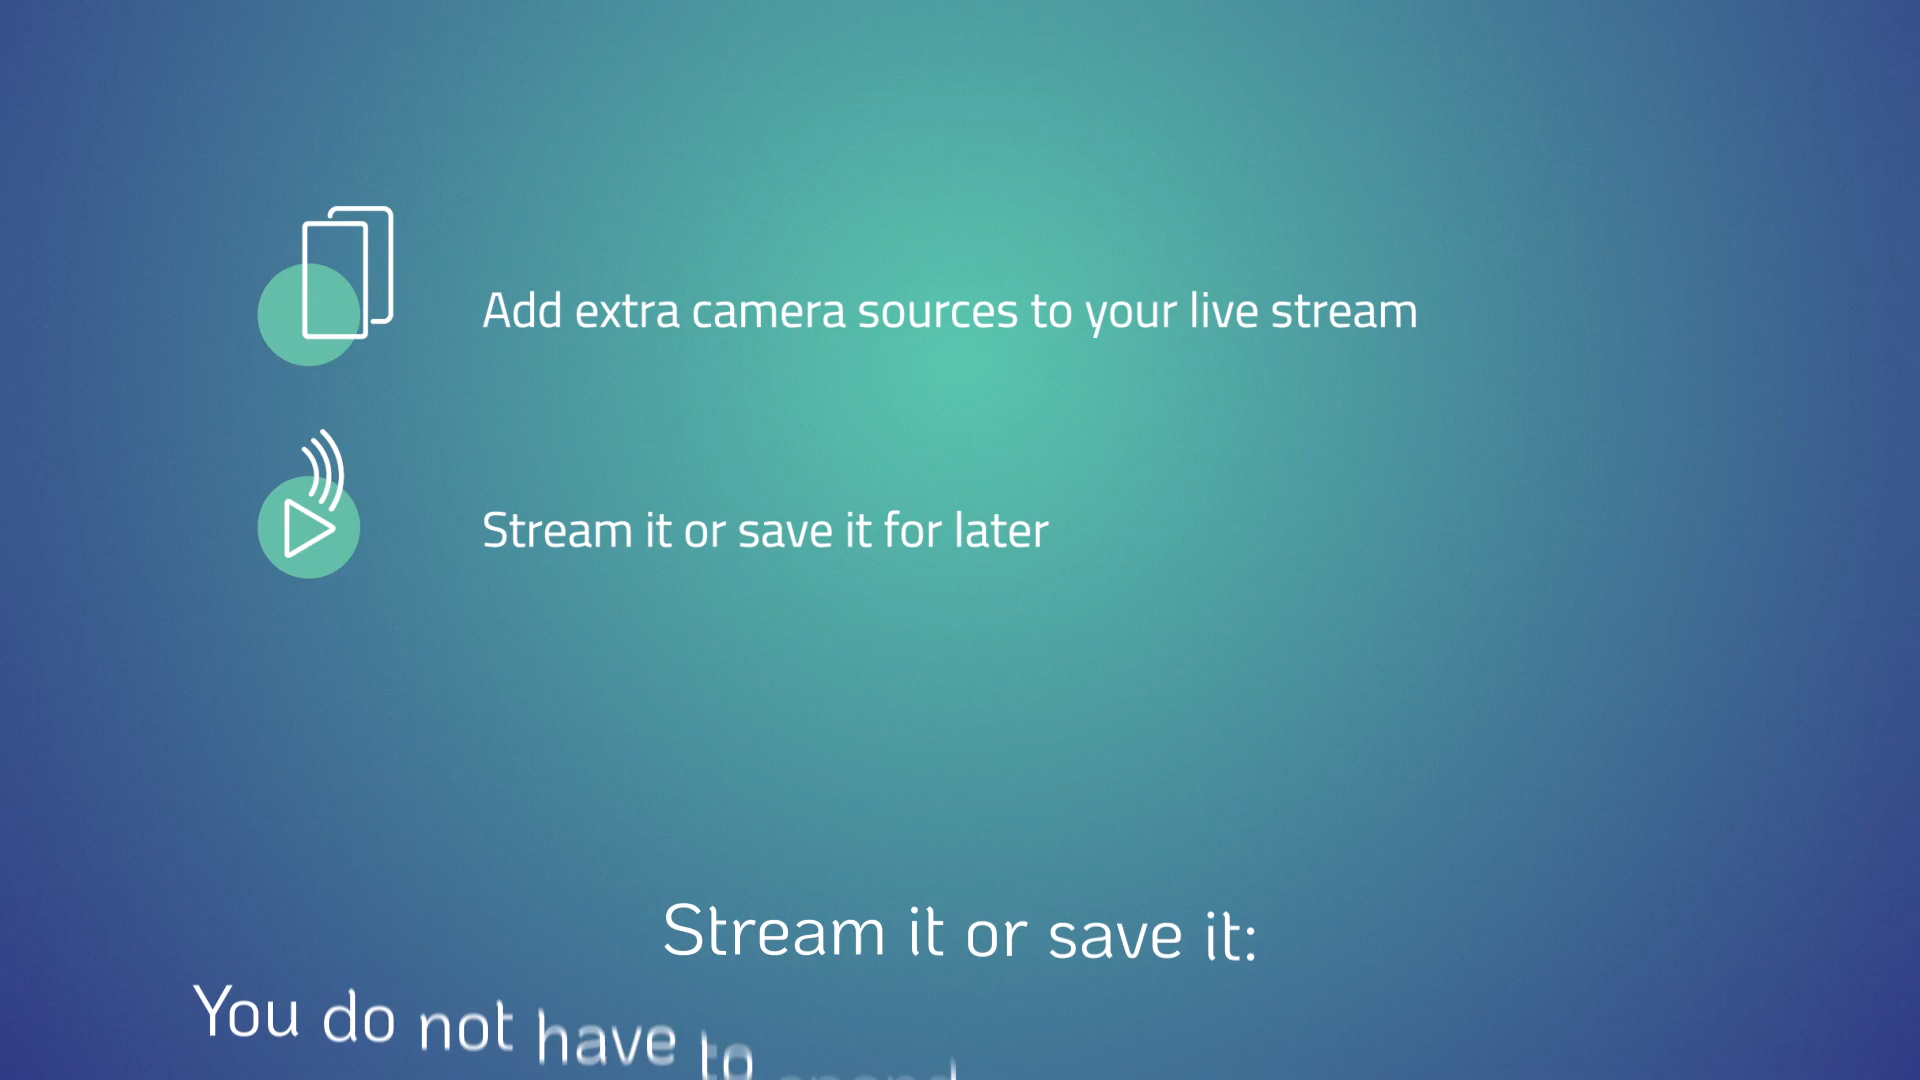 Add extra camera sources to your live stream
Stream it or save it for later
Stream it or save it:
You do not have to